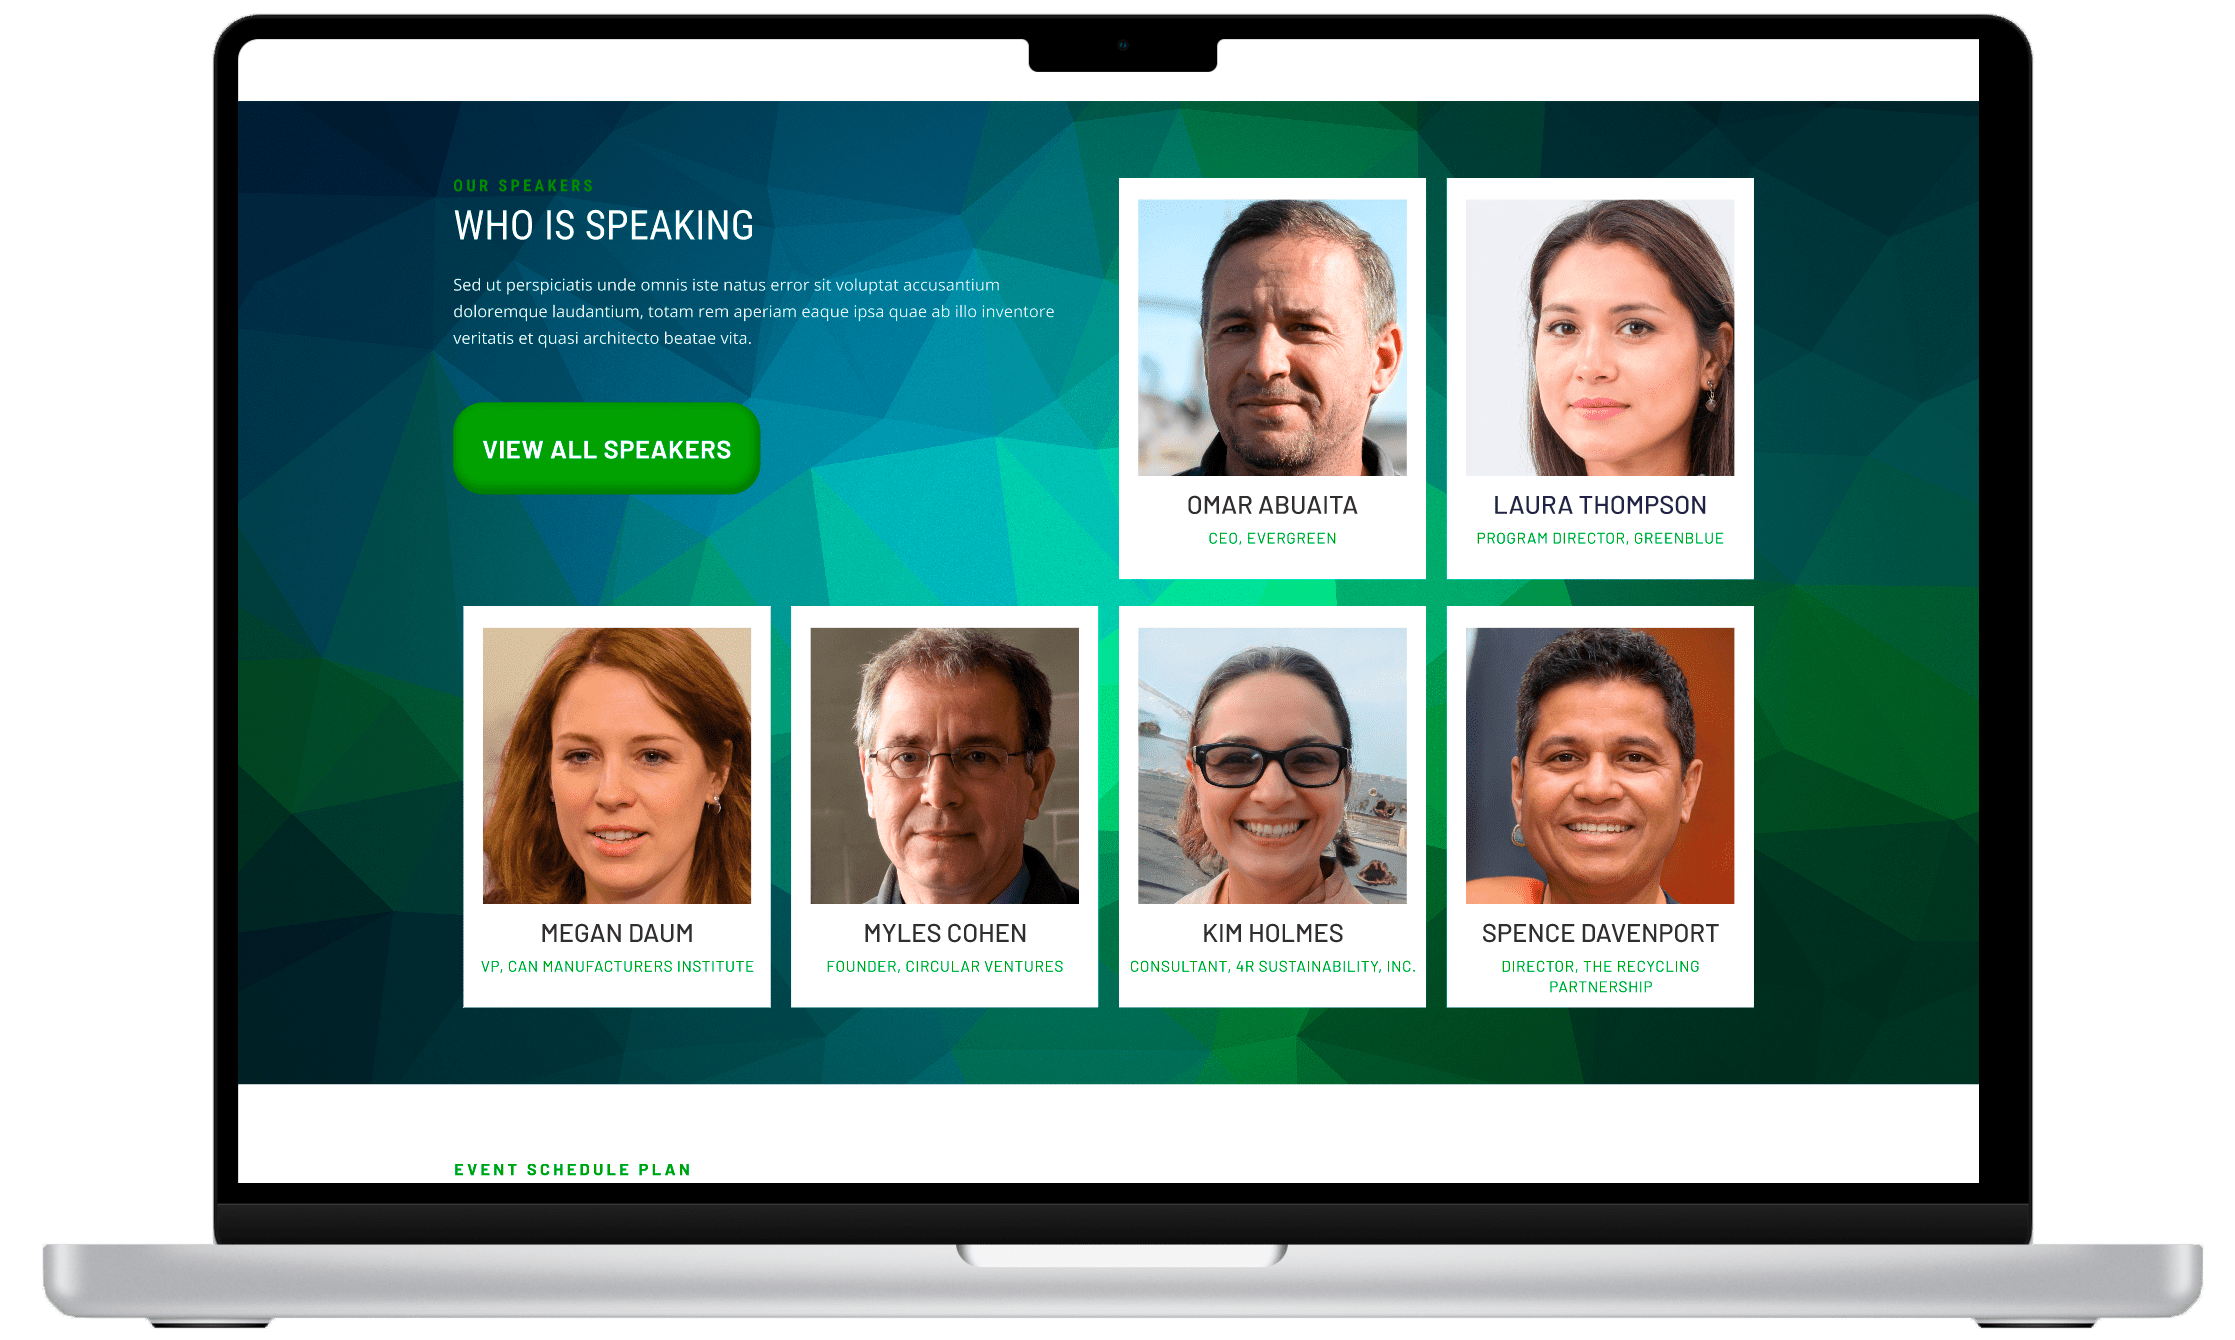 OUR SPEAKERS
WHO IS SPEAKING
Sed ut perspiciatis unde omnis iste natus error sit voluptat accusantium
doloremque laudantium, totam rem aperiam eaque ipsa quae ab illo inventore
veritatis et quasi architecto beatae vita.
VIEW ALL SPEAKERS
OMAR ABUAITA
CEO, EVERGREEN
LAURA THOMPSON
PROGRAM DIRECTOR, GREENBLUE
MEGAN DAUM
VP, CAN MANUFACTURERS INSTITUTE
MYLES COHEN
FOUNDER, CIRCULAR VENTURES
KIM HOLMES
CONSULTANT, 4R SUSTAINABILITY, INC.
SPENCE DAVENPORT
DIRECTOR, THE RECYCLING
PARTNERSHIP
EVENT SCHEDULE PLAN